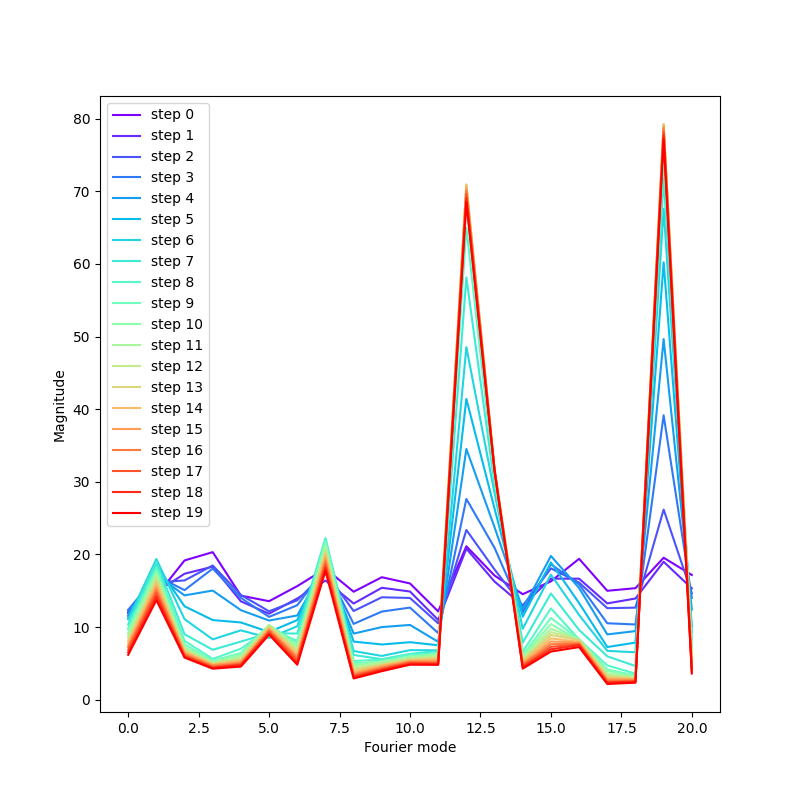 step 0
step 1
step 2
step 3
step 4
step 5
step 6
step 7
step 8
step 9
step 10
step 11
step 12
step 13
step 14
step 15
step 16
step 17
step 18
step 19
80
70
60
50
40
30
20
10
0
Magnitude
0.0 2.5 5.0 7.5 10.0 12.5 15.0 17.5 20.0
Fourier mode